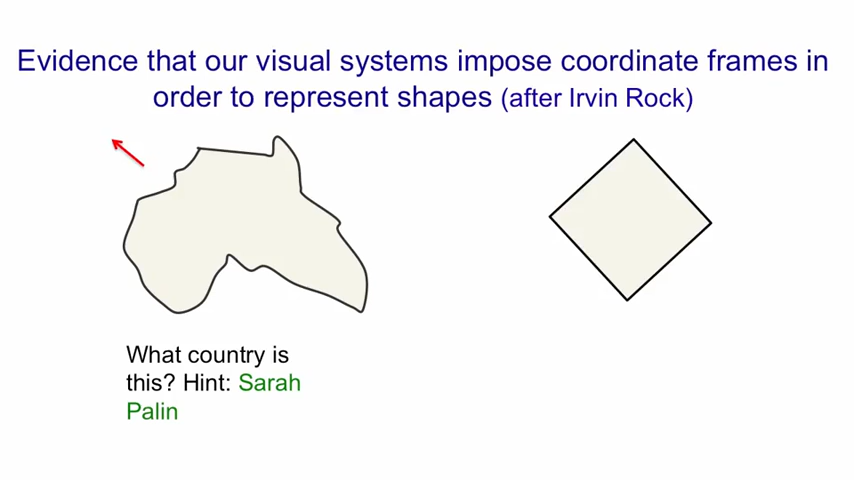 Evidence that our visual systems impose coordinate frames in
order to represent shapes (after Irvin Rock)
What country is
this? Hint: Sarah
Palin